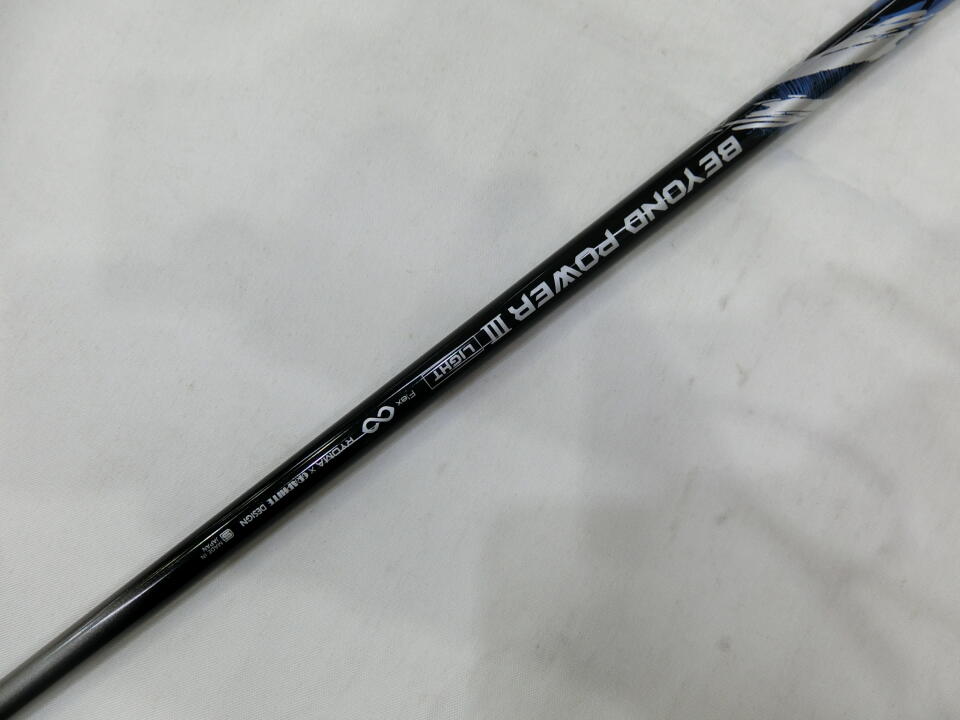 BEYOND POWER III
LIGHT
Flex ∞
RYOMA × GRAPHITE DESIGN
MADE IN
JAPAN